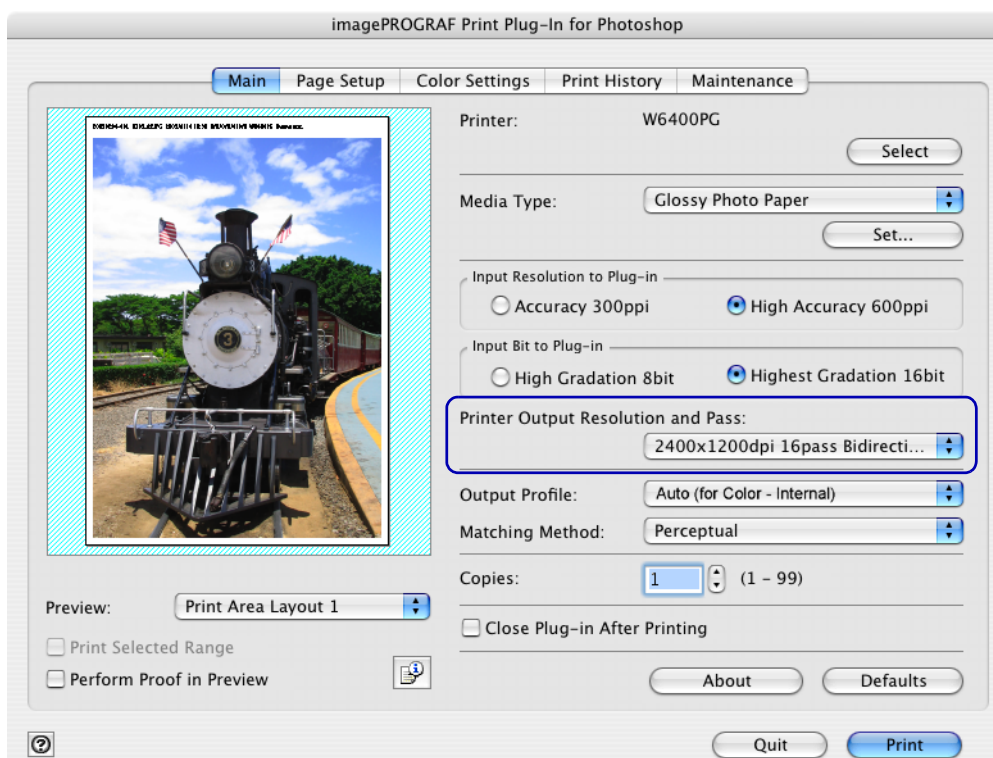 imagePROGRAF Print Plug-In for Photoshop
Main Page Setup Color Settings Print History Maintenance
Printer: W6400PG
Select
Media Type: Glossy Photo Paper
Set...
Input Resolution to Plug-in
Accuracy 300ppi High Accuracy 600ppi
Input Bit to Plug-in
High Gradation 8bit Highest Gradation 16bit
Printer Output Resolution and Pass:
2400x1200dpi 16pass Bidirecti...
Output Profile: Auto (for Color - Internal)
Matching Method: Perceptual
Copies: 1 (1 - 99)
Close Plug-in After Printing
About Defaults
3
Preview: Print Area Layout 1
Print Selected Range
Perform Proof in Preview
?
Quit Print